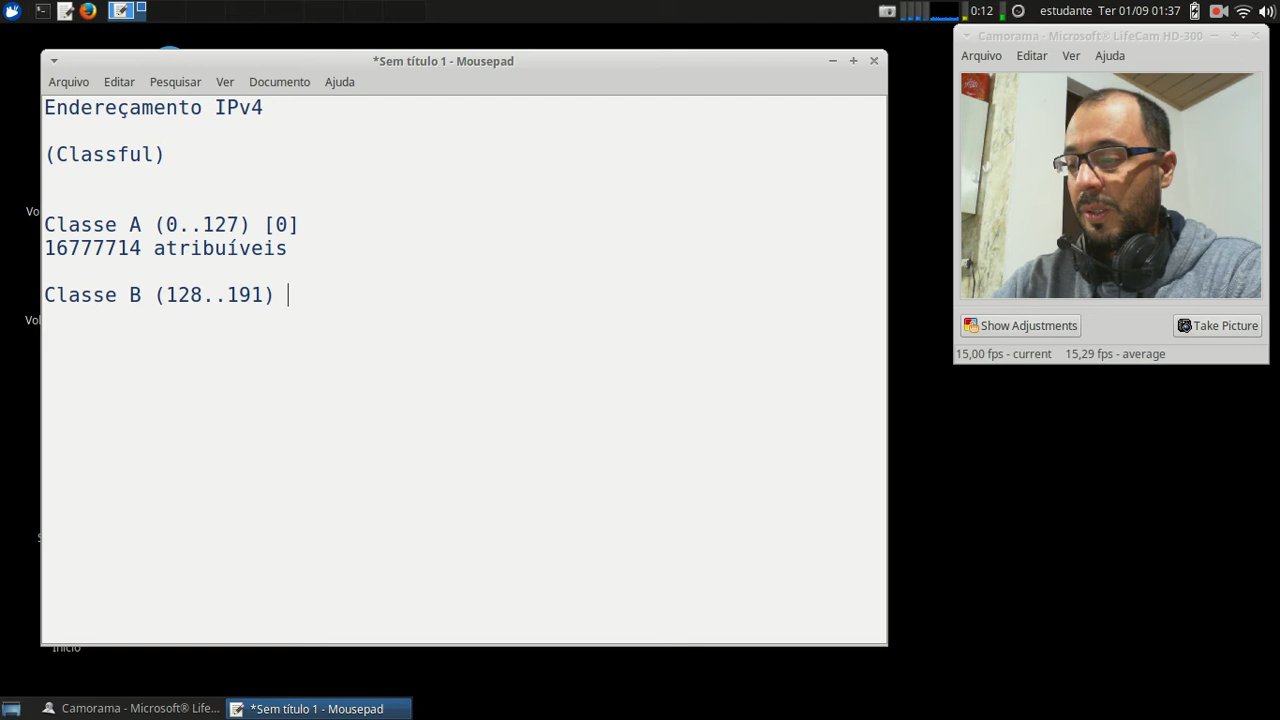 0:12
estudante Ter 01/09 01:37
*Sem título 1 - Mousepad
Arquivo Editar Pesquisar Ver Documento Ajuda
Endereçamento IPv4
(Classful)
Classe A (0..127) [0]
16777714 atribuíveis
Classe B (128..191)
Camorama - Microsoft® LifeCam HD-300
Arquivo Editar Ver Ajuda
Show Adjustments
Take Picture
15,00 fps - current 15,29 fps - average
Camorama - Microsoft® Life...
*Sem título 1 - Mousepad